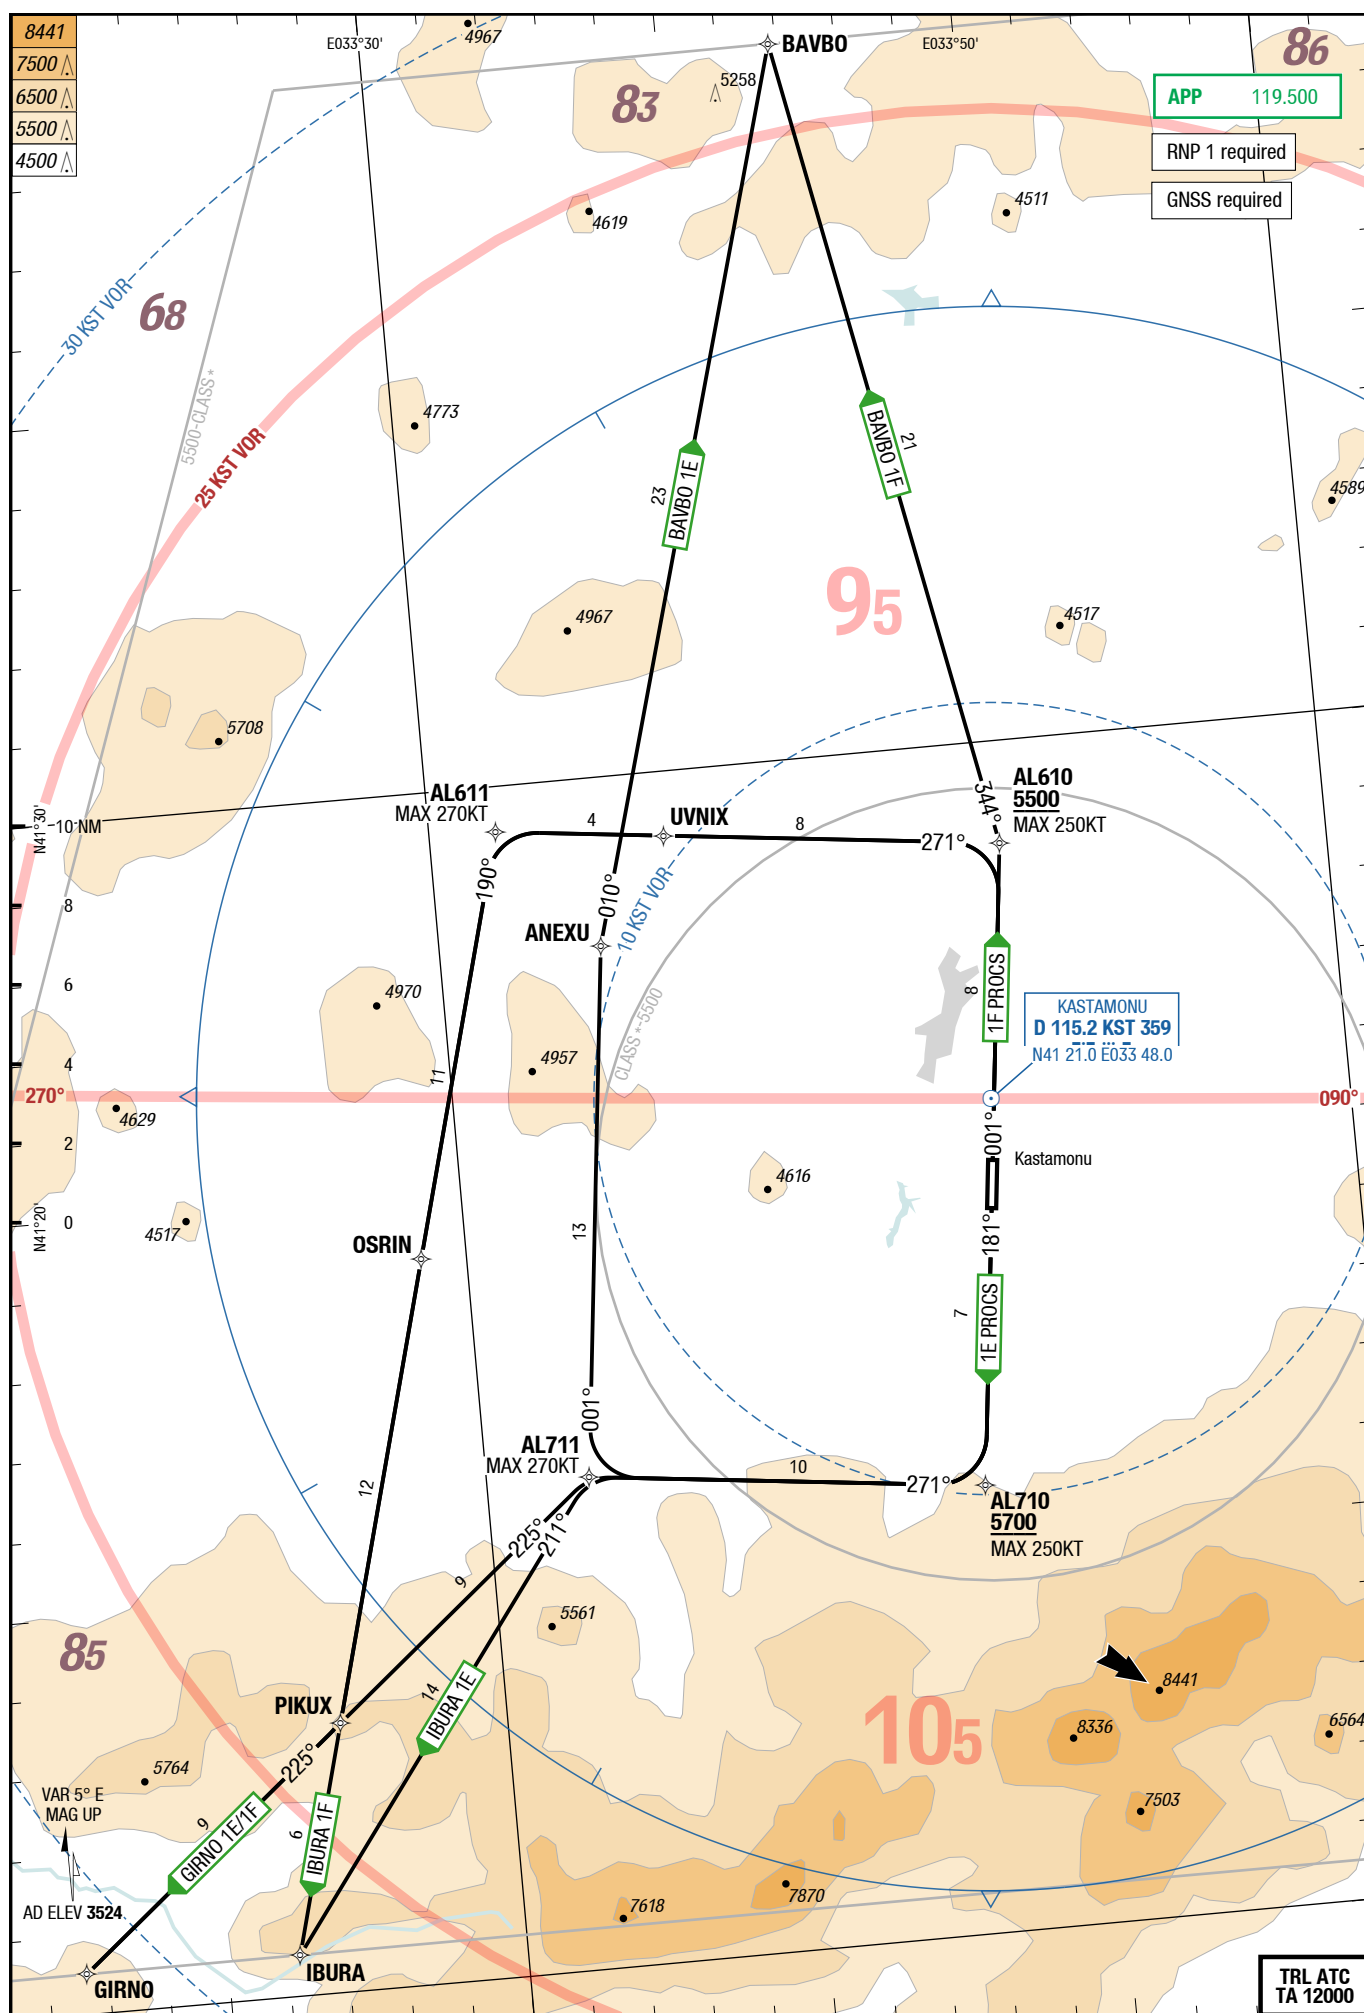 8441
7500
6500
5500
4500
4967
E033°30'
BAVBO
E033°50'
86
83
5258
APP 119.500
RNP 1 required
GNSS required
4619
4511
30 KST VOR
68
5500-CLASS *
25 KST VOR
4773
BAVBO 1E
23
BAVBO 1F
21
4589
4967
95
4517
5708
AL611
MAX 270KT
UVNIX
4
8
271°
344°
AL610
5500
MAX 250KT
N41°30'
10 NM
190°
010°
10 KST VOR
8
ANEXU
1F PROCS
8
6
4970
CLASS *-5500
KASTAMONU
D 115.2 KST 359
N41 21.0 E033 48.0
4
4957
11
270°
090°
4629
2
001°
Kastamonu
4616
N41°20'
0
4517
13
181°
OSRIN
7
1E PROCS
001°
AL711
MAX 270KT
10
271°
12
AL710
5700
MAX 250KT
225°
211°
9
5561
85
14
IBURA 1E
8441
PIKUX
105
8336
6564
225°
5764
7503
VAR 5° E
MAG UP
9
GIRNO 1E/1F
6
IBURA 1F
7870
7618
AD ELEV 3524
IBURA
GIRNO
TRL ATC
TA 12000